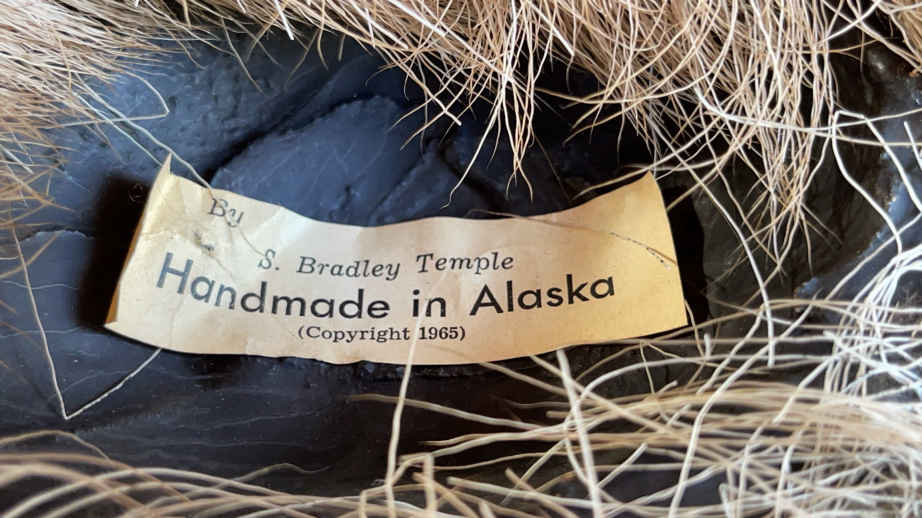 By
S. Bradley Temple
Handmade in Alaska
(Copyright 1965)